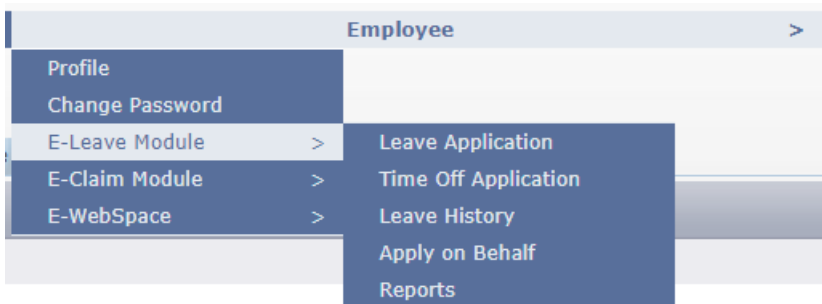 Employee >
Profile
Change Password
E-Leave Module >
E-Claim Module >
E-WebSpace >
Leave Application
Time Off Application
Leave History
Apply on Behalf
Reports